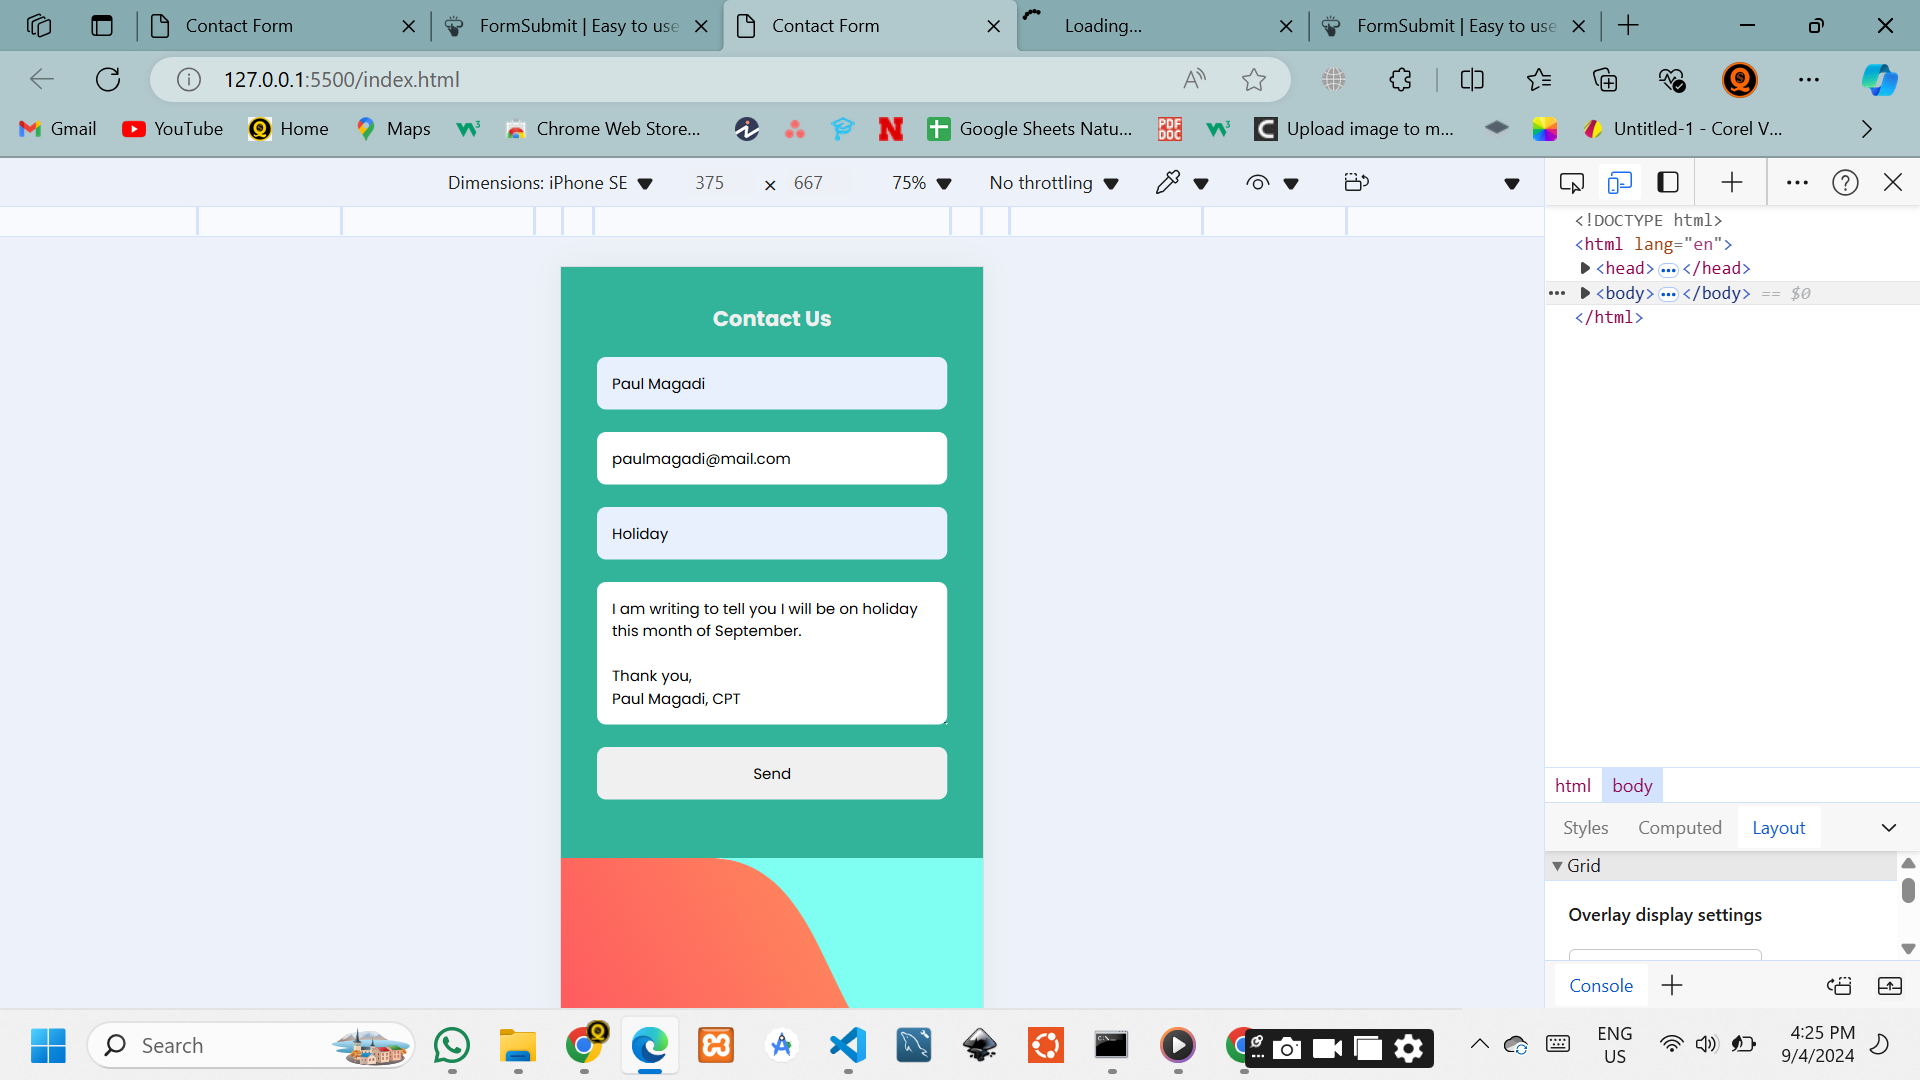 Contact Form
FormSubmit | Easy to use
Contact Form
Loading...
FormSubmit | Easy to use
127.0.0.1:5500/index.html
Gmail
YouTube
Home
Maps
Chrome Web Store...
Google Sheets Natu...
Upload image to m...
Untitled-1 - Corel V...
Dimensions: iPhone SE
375
x
667
75%
No throttling
<!DOCTYPE html>
<html lang="en">
<head> ... </head>
<body> ... </body> == $0
</html>
Contact Us
Paul Magadi
paulmagadi@mail.com
Holiday
I am writing to tell you I will be on holiday
this month of September.
Thank you,
Paul Magadi, CPT
Send
html
body
Styles
Computed
Layout
Grid
Overlay display settings
Console
Search
ENG
US
4:25 PM
9/4/2024